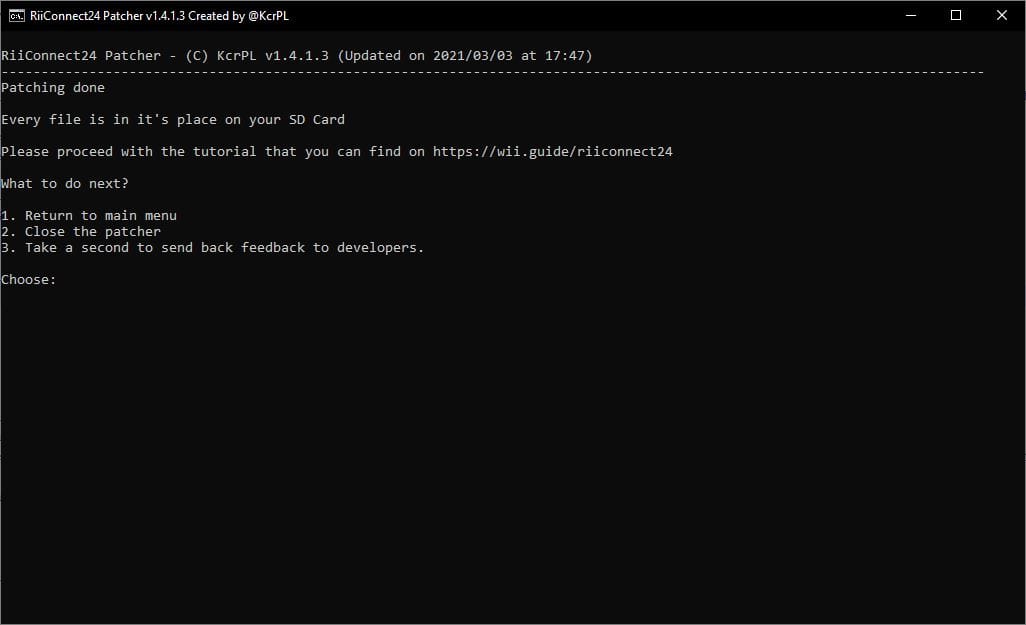 RiiConnect24 Patcher v1.4.1.3 Created by @KcrPL
RiiConnect24 Patcher - (C) KcrPL v1.4.1.3 (Updated on 2021/03/03 at 17:47)
---------------------------------------------------------------------------------------------------------------------------
Patching done
Every file is in it's place on your SD Card
Please proceed with the tutorial that you can find on https://wii.guide/riiconnect24
What to do next?
1. Return to main menu
2. Close the patcher
3. Take a second to send back feedback to developers.
Choose: